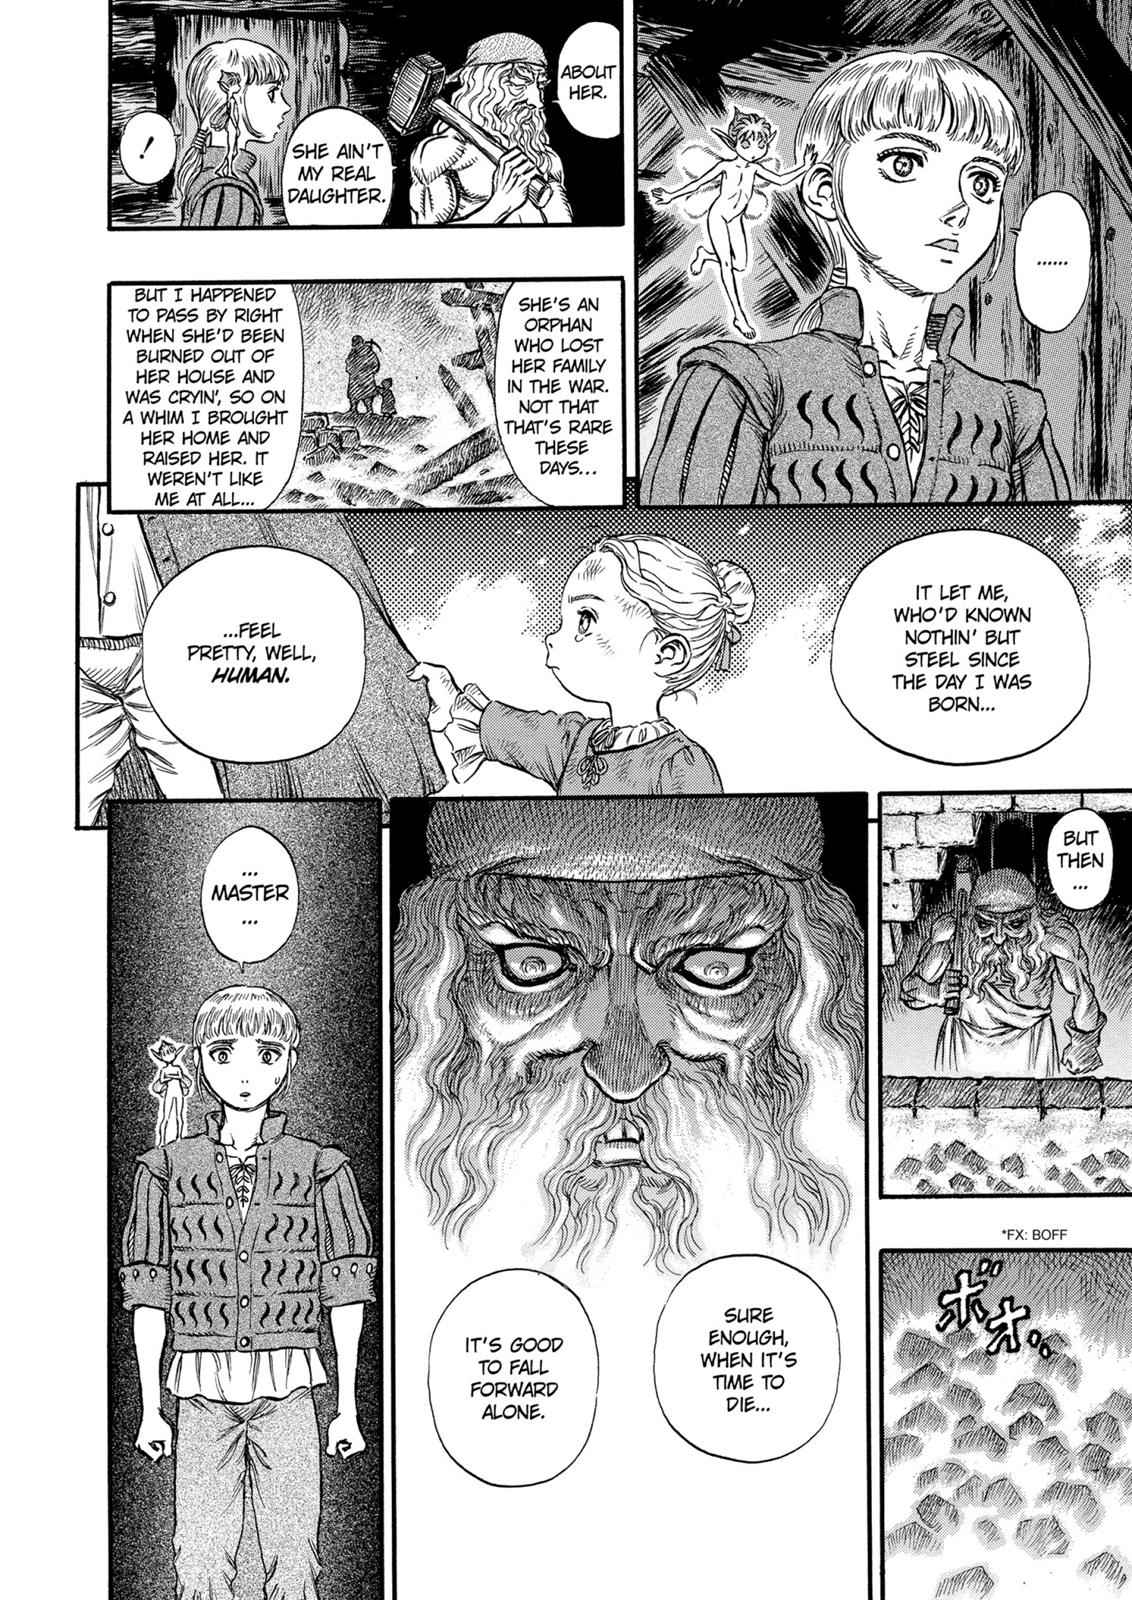 ......
ABOUT
HER.
SHE AIN'T
MY REAL
DAUGHTER.
!
SHE'S AN
ORPHAN
WHO LOST
HER FAMILY
IN THE WAR.
NOT THAT
THAT'S RARE
THESE
DAYS...
BUT I HAPPENED
TO PASS BY RIGHT
WHEN SHE'D BEEN
BURNED OUT OF
HER HOUSE AND
WAS CRYIN', SO ON
A WHIM I BROUGHT
HER HOME AND
RAISED HER. IT
WEREN'T LIKE
ME AT ALL...
IT LET ME,
WHO'D KNOWN
NOTHIN' BUT
STEEL SINCE
THE DAY I WAS
BORN...
...FEEL
PRETTY, WELL,
HUMAN.
BUT
THEN
...
*FX: BOFF
ボオ..
SURE
ENOUGH,
WHEN IT'S
TIME TO
DIE...
IT'S GOOD
TO FALL
FORWARD
ALONE.
...
MASTER
...